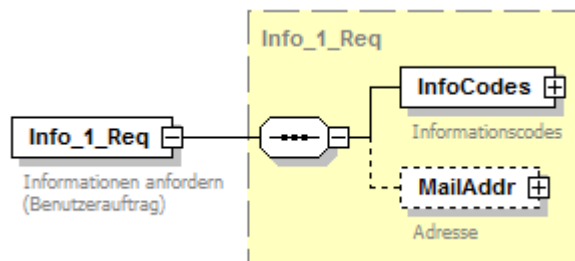 Info_1_Req
InfoCodes
Informationscodes
Info_1_Req
Informationen anfordern
(Benutzerauftrag)
MailAddr
Adresse